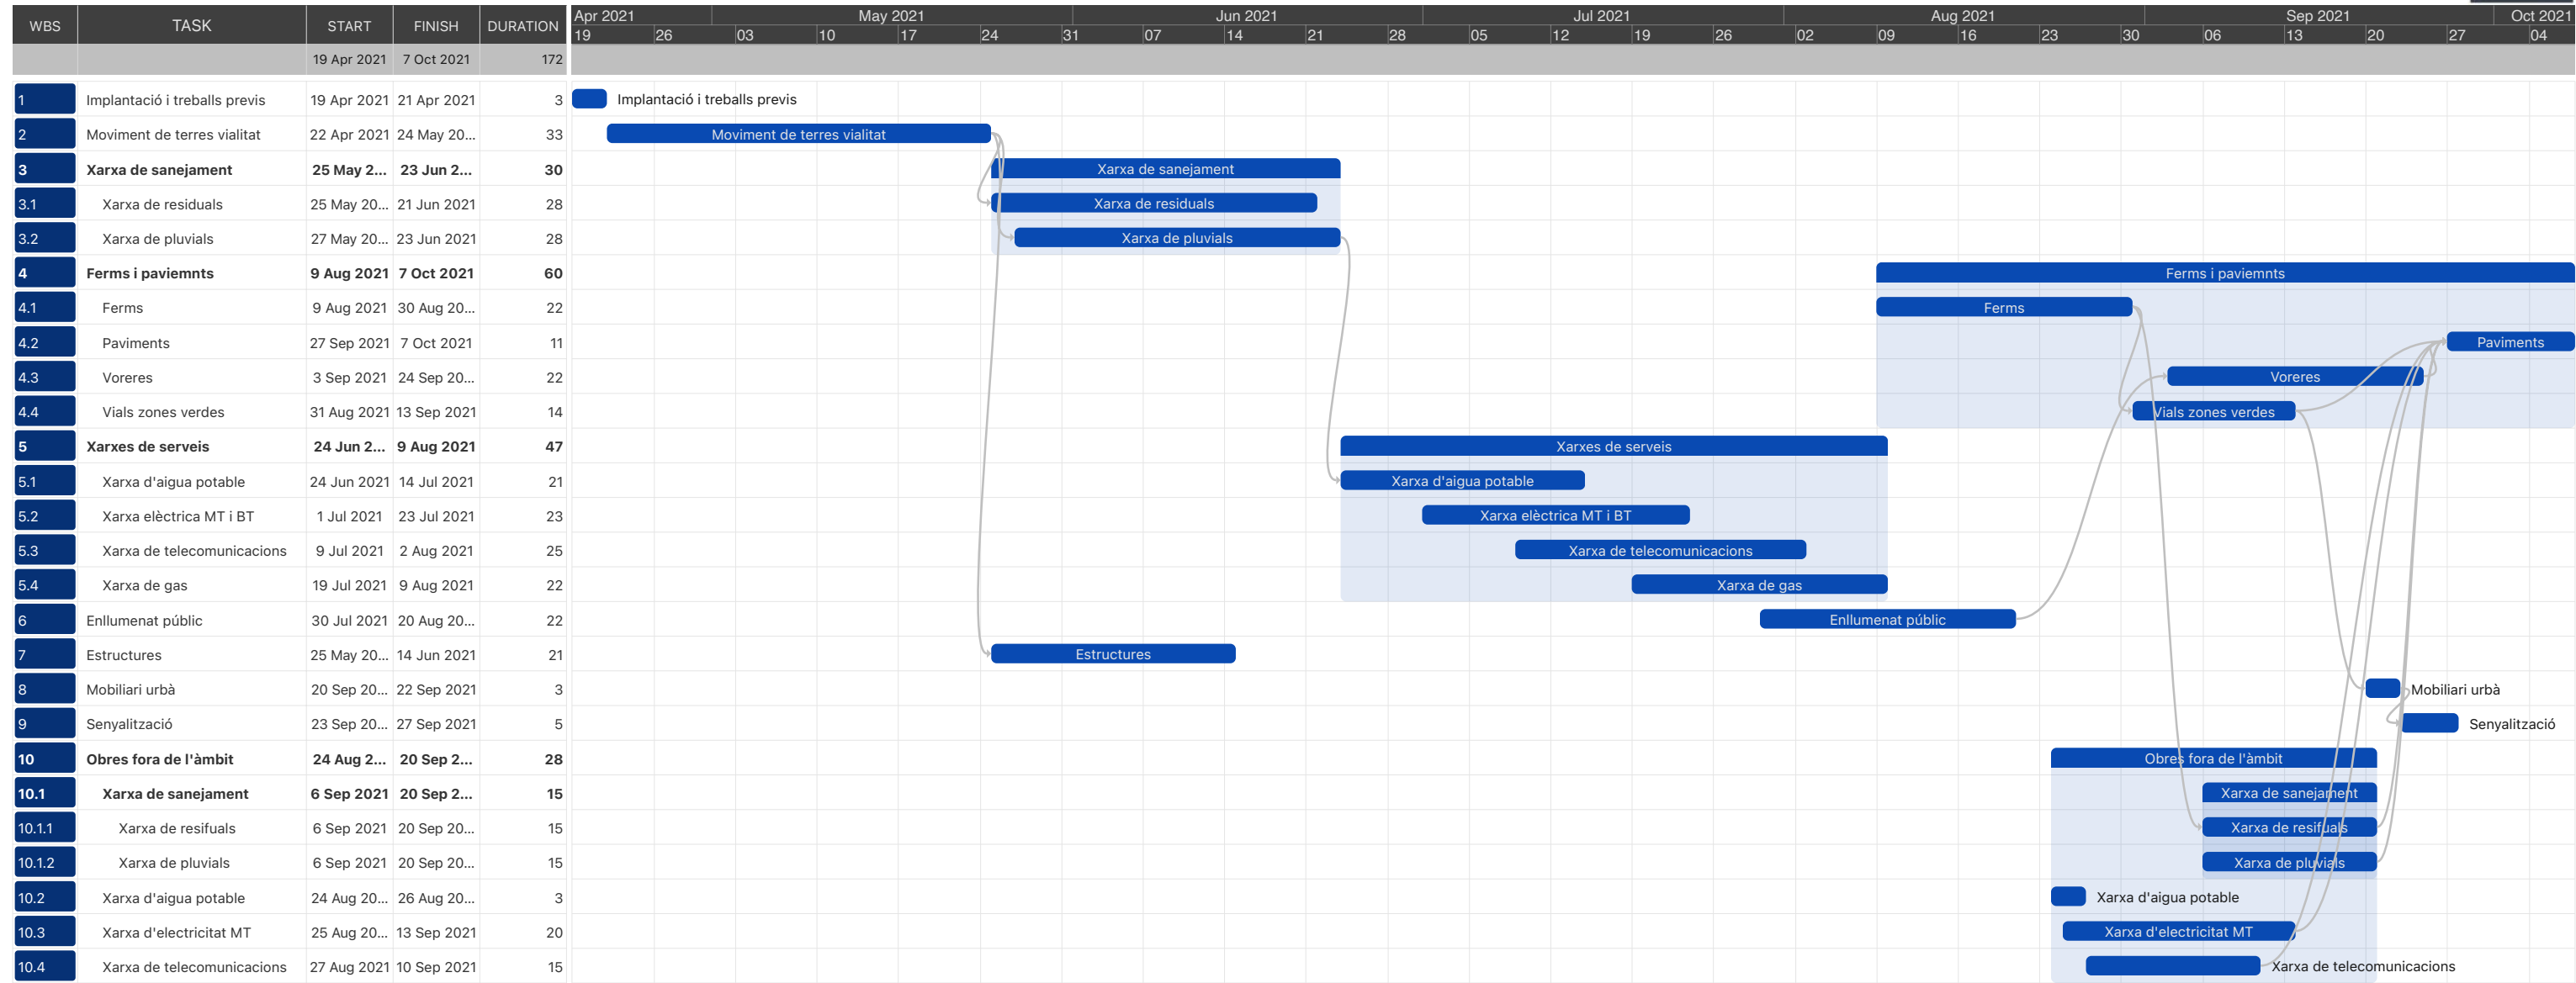 WBS TASK START FINISH DURATION Apr 2021 May 2021 Jun 2021 Jul 2021 Aug 2021 Sep 2021 Oct 2021
19 26 03 10 17 24 31 07 14 21 28 05 12 19 26 02 09 16 23 30 06 13 20 27 04
19 Apr 2021 7 Oct 2021 172
1 Implantació i treballs previs 19 Apr 2021 21 Apr 2021 3 Implantació i treballs previs
2 Moviment de terres vialitat 22 Apr 2021 24 May 20... 33 Moviment de terres vialitat
3 Xarxa de sanejament 25 May 2... 23 Jun 2... 30 Xarxa de sanejament
3.1 Xarxa de residuals 25 May 20... 21 Jun 2021 28 Xarxa de residuals
3.2 Xarxa de pluvials 27 May 20... 23 Jun 2021 28 Xarxa de pluvials
4 Ferms i paviemnts 9 Aug 2021 7 Oct 2021 60 Ferms i paviemnts
4.1 Ferms 9 Aug 2021 30 Aug 20... 22 Ferms
4.2 Paviments 27 Sep 2021 7 Oct 2021 11 Paviments
4.3 Voreres 3 Sep 2021 24 Sep 20... 22 Voreres
4.4 Vials zones verdes 31 Aug 2021 13 Sep 2021 14 Vials zones verdes
5 Xarxes de serveis 24 Jun 2... 9 Aug 2021 47 Xarxes de serveis
5.1 Xarxa d'aigua potable 24 Jun 2021 14 Jul 2021 21 Xarxa d'aigua potable
5.2 Xarxa elèctrica MT i BT 1 Jul 2021 23 Jul 2021 23 Xarxa elèctrica MT i BT
5.3 Xarxa de telecomunicacions 9 Jul 2021 2 Aug 2021 25 Xarxa de telecomunicacions
5.4 Xarxa de gas 19 Jul 2021 9 Aug 2021 22 Xarxa de gas
6 Enllumenat públic 30 Jul 2021 20 Aug 20... 22 Enllumenat públic
7 Estructures 25 May 20... 14 Jun 2021 21 Estructures
8 Mobiliari urbà 20 Sep 20... 22 Sep 2021 3 Mobiliari urbà
9 Senyalització 23 Sep 20... 27 Sep 2021 5 Senyalització
10 Obres fora de l'àmbit 24 Aug 2... 20 Sep 2... 28 Obres fora de l'àmbit
10.1 Xarxa de sanejament 6 Sep 2021 20 Sep 2... 15 Xarxa de sanejament
10.1.1 Xarxa de resifuals 6 Sep 2021 20 Sep 20... 15 Xarxa de resifuals
10.1.2 Xarxa de pluvials 6 Sep 2021 20 Sep 20... 15 Xarxa de pluvials
10.2 Xarxa d'aigua potable 24 Aug 20... 26 Aug 20... 3 Xarxa d'aigua potable
10.3 Xarxa d'electricitat MT 25 Aug 20... 13 Sep 2021 20 Xarxa d'electricitat MT
10.4 Xarxa de telecomunicacions 27 Aug 2021 10 Sep 2021 15 Xarxa de telecomunicacions